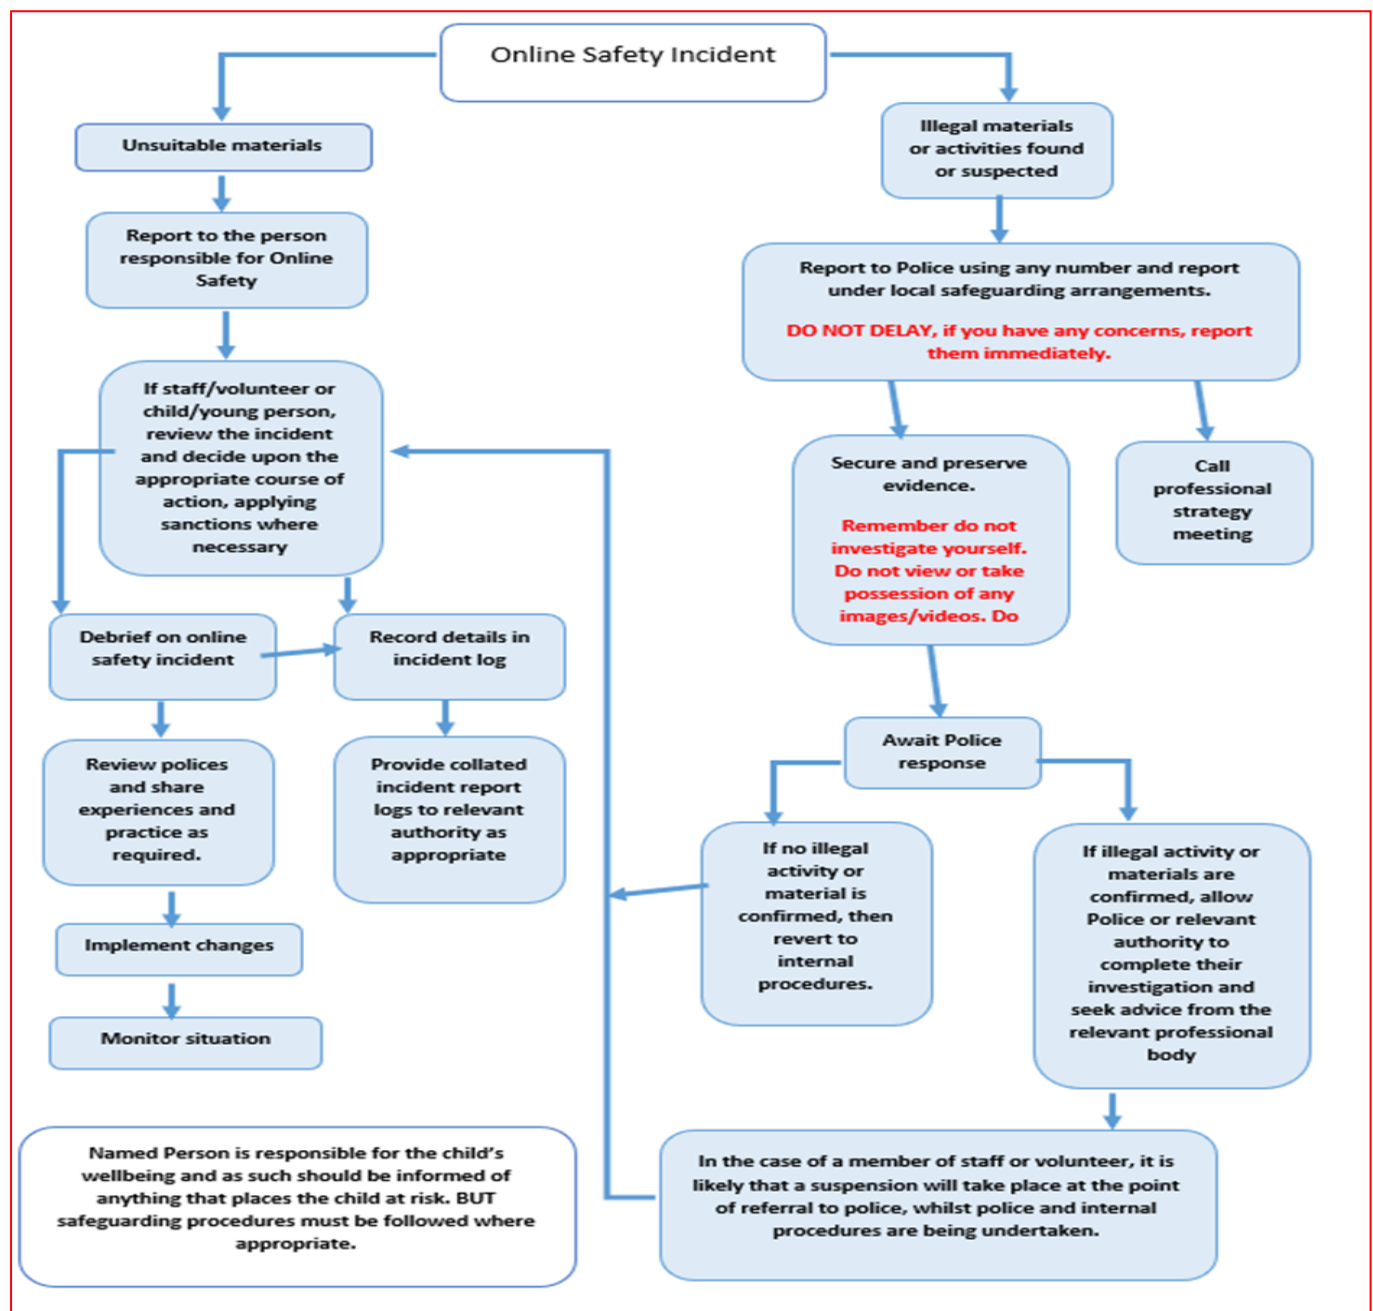 Online Safety Incident
Unsuitable materials
Report to the person
responsible for Online
Safety
If staff/volunteer or
child/young person,
review the incident
and decide upon the
appropriate course of
action, applying
sanctions where
necessary
Debrief on online
safety incident
Record details in
incident log
Review polices
and share
experiences and
practice as
required.
Provide collated
incident report
logs to relevant
authority as
appropriate
Implement changes
Monitor situation
Illegal materials
or activities found
or suspected
Report to Police using any number and report
under local safeguarding arrangements.
DO NOT DELAY, if you have any concerns, report
them immediately.
Secure and preserve
evidence.
Remember do not
investigate yourself.
Do not view or take
possession of any
images/videos. Do
Call
professional
strategy
meeting
Await Police
response
If no illegal
activity or
material is
confirmed, then
revert to
internal
procedures.
If illegal activity or
materials are
confirmed, allow
Police or relevant
authority to
complete their
investigation and
seek advice from the
relevant professional
body
In the case of a member of staff or volunteer, it is
likely that a suspension will take place at the point
of referral to police, whilst police and internal
procedures are being undertaken.
Named Person is responsible for the child’s
wellbeing and as such should be informed of
anything that places the child at risk. BUT
safeguarding procedures must be followed where
appropriate.